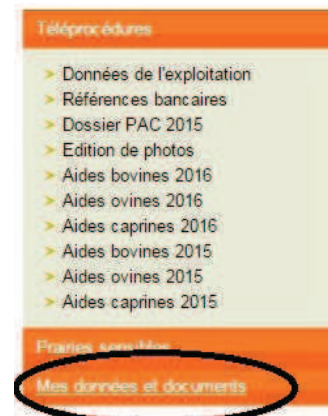 Téléprocédures
> Données de l'exploitation
> Références bancaires
> Dossier PAC 2015
> Edition de photos
> Aides bovines 2016
> Aides ovines 2016
> Aides caprines 2016
> Aides bovines 2015
> Aides ovines 2015
> Aides caprines 2015
Prairies sensibles
Mes données et documents